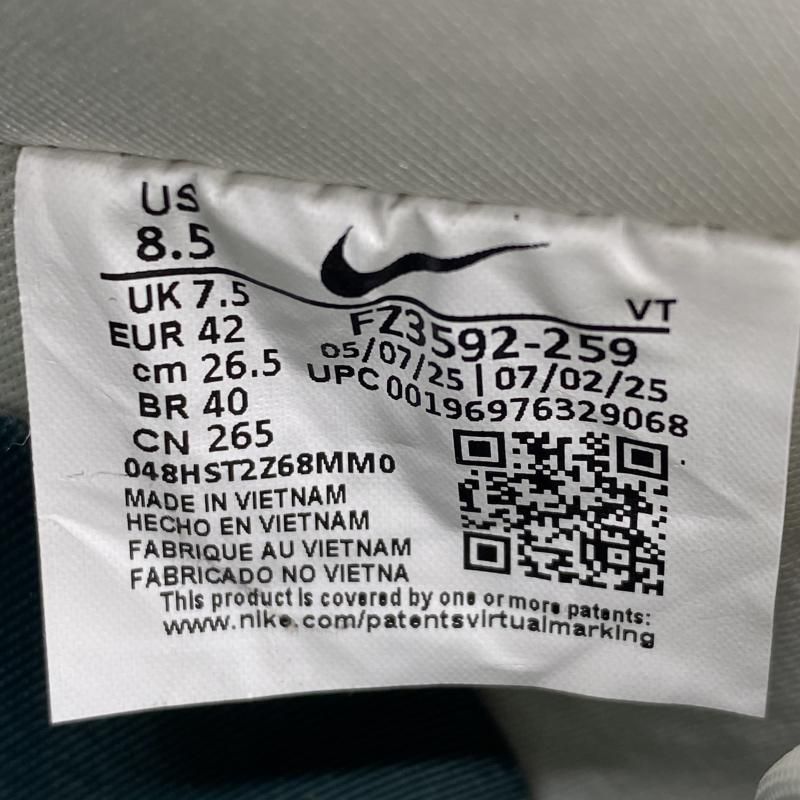 US
8.5
UK 7.5
EUR 42
cm 26.5
BR 40
CN 265
VT
FZ3592-259
05/07/25 | 07/02/25
UPC 00196976329068
048HST2Z68MM0
MADE IN VIETNAM
HECHO EN VIETNAM
FABRIQUE AU VIETNAM
FABRICADO NO VIETNA
This product is covered by one or more patents:
www.nike.com/patentsvirtualmarking